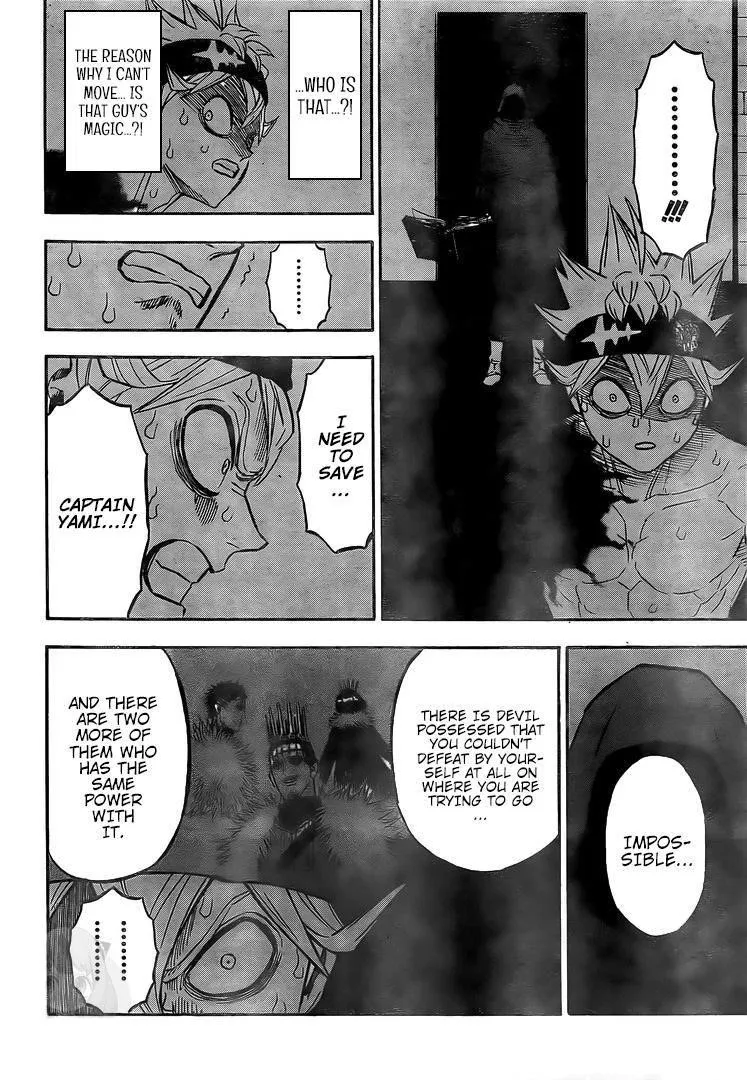 ...........!!!
...WHO IS
THAT...?!
THE REASON
WHY I CAN'T
MOVE... IS
THAT GUY'S
MAGIC...?!
........
I
NEED
TO
SAVE
...
CAPTAIN
YAMI...!!
IMPOS-
SIBLE...
THERE IS DEVIL
POSSESSED THAT
YOU COULDN'T
DEFEAT BY YOUR-
SELF AT ALL ON
WHERE YOU ARE
TRYING TO GO
...
AND THERE
ARE TWO
MORE OF
THEM WHO
HAS THE
SAME
POWER
WITH
IT.
........
........